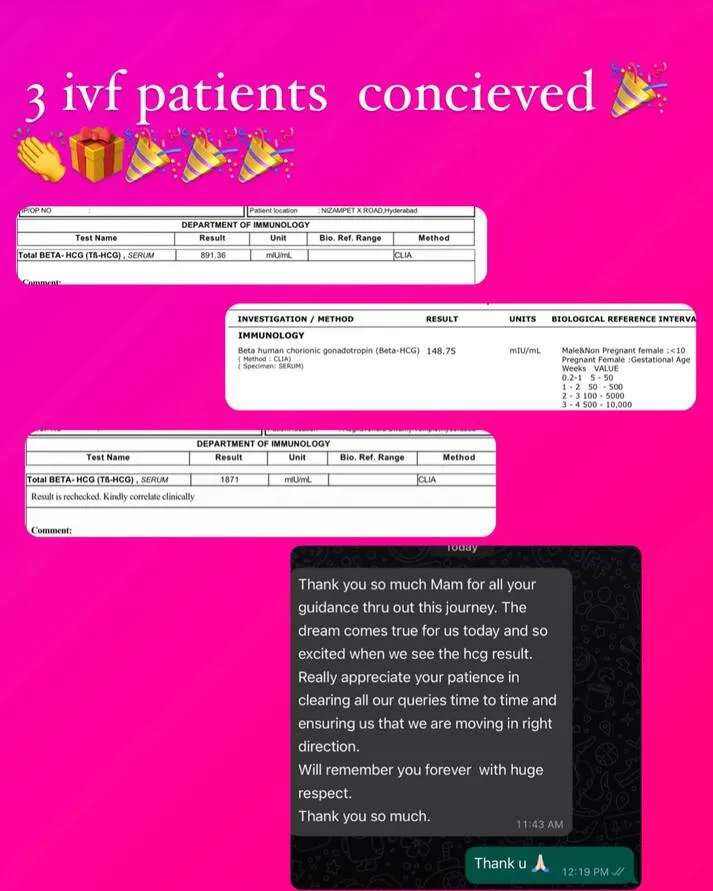 3 ivf patients concieved 🎉
👏🎁🎉🎉🎉
IP/OP NO : Patient location : NIZAMPET X ROAD,Hyderabad
DEPARTMENT OF IMMUNOLOGY
Test Name Result Unit Bio. Ref. Range Method
Total BETA- HCG (Tß-HCG) , SERUM 891.36 mIU/mL CLIA
Comment:
INVESTIGATION / METHOD RESULT UNITS BIOLOGICAL REFERENCE INTERVA
IMMUNOLOGY
Beta human chorionic gonadotropin (Beta-HCG) 148.75 mIU/mL Male&Non Pregnant female :<10
( Method : CLIA) Pregnant Female :Gestational Age
( Specimen: SERUM) Weeks VALUE
0.2-1 5 - 50
1 - 2 50 - 500
2 - 3 100 - 5000
3 - 4 500 - 10,000
DEPARTMENT OF IMMUNOLOGY
Test Name Result Unit Bio. Ref. Range Method
Total BETA- HCG (Tß-HCG) , SERUM 1871 mIU/mL CLIA
Result is rechecked. Kindly correlate clinically
Comment:
Today
Thank you so much Mam for all your
guidance thru out this journey. The
dream comes true for us today and so
excited when we see the hcg result.
Really appreciate your patience in
clearing all our queries time to time and
ensuring us that we are moving in right
direction.
Will remember you forever with huge
respect.
Thank you so much.
11:43 AM
Thank u 🙏🏻 12:19 PM